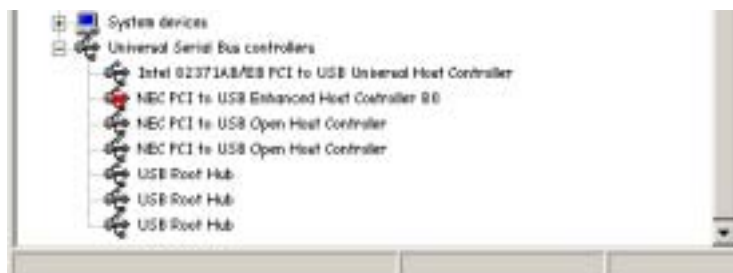 System devices
Universal Serial Bus controllers
Intel 82371AB/EB PCI to USB Universal Host Controller
NEC PCI to USB Enhanced Host Controller B0
NEC PCI to USB Open Host Controller
NEC PCI to USB Open Host Controller
USB Root Hub
USB Root Hub
USB Root Hub